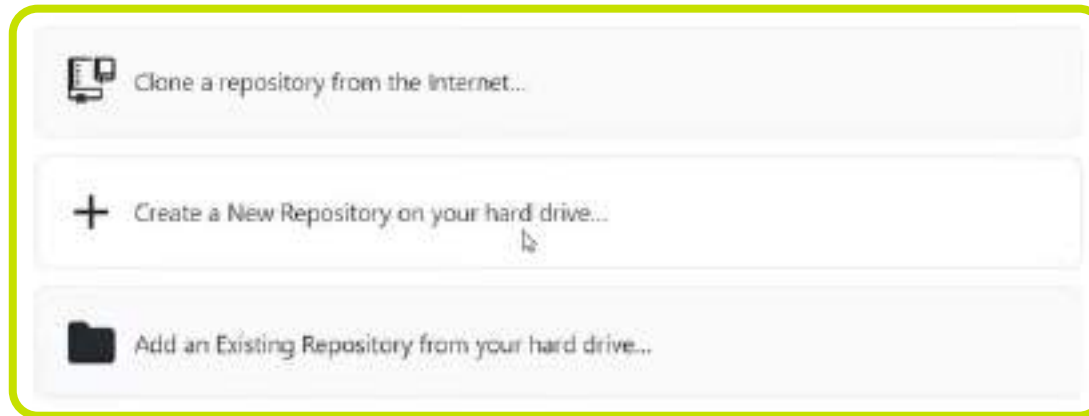 Clone a repository from the Internet...
Create a New Repository on your hard drive...
Add an Existing Repository from your hard drive...